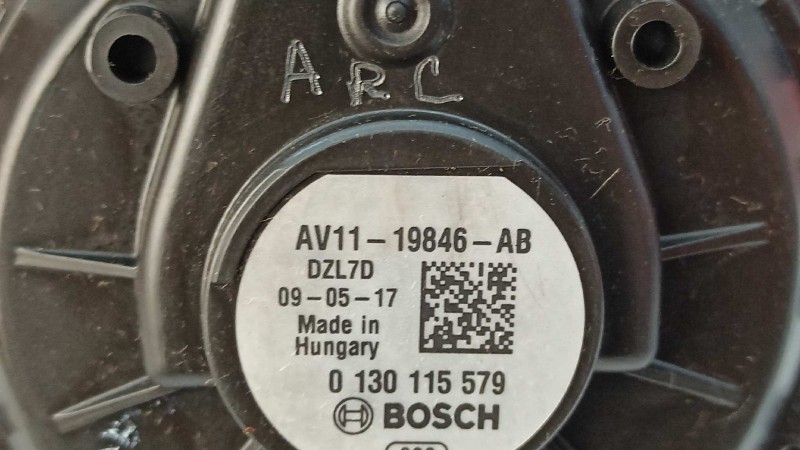 ARC
AV11-19846-AB
DZL7D
09-05-17
Made in
Hungary
0 130 115 579
BOSCH